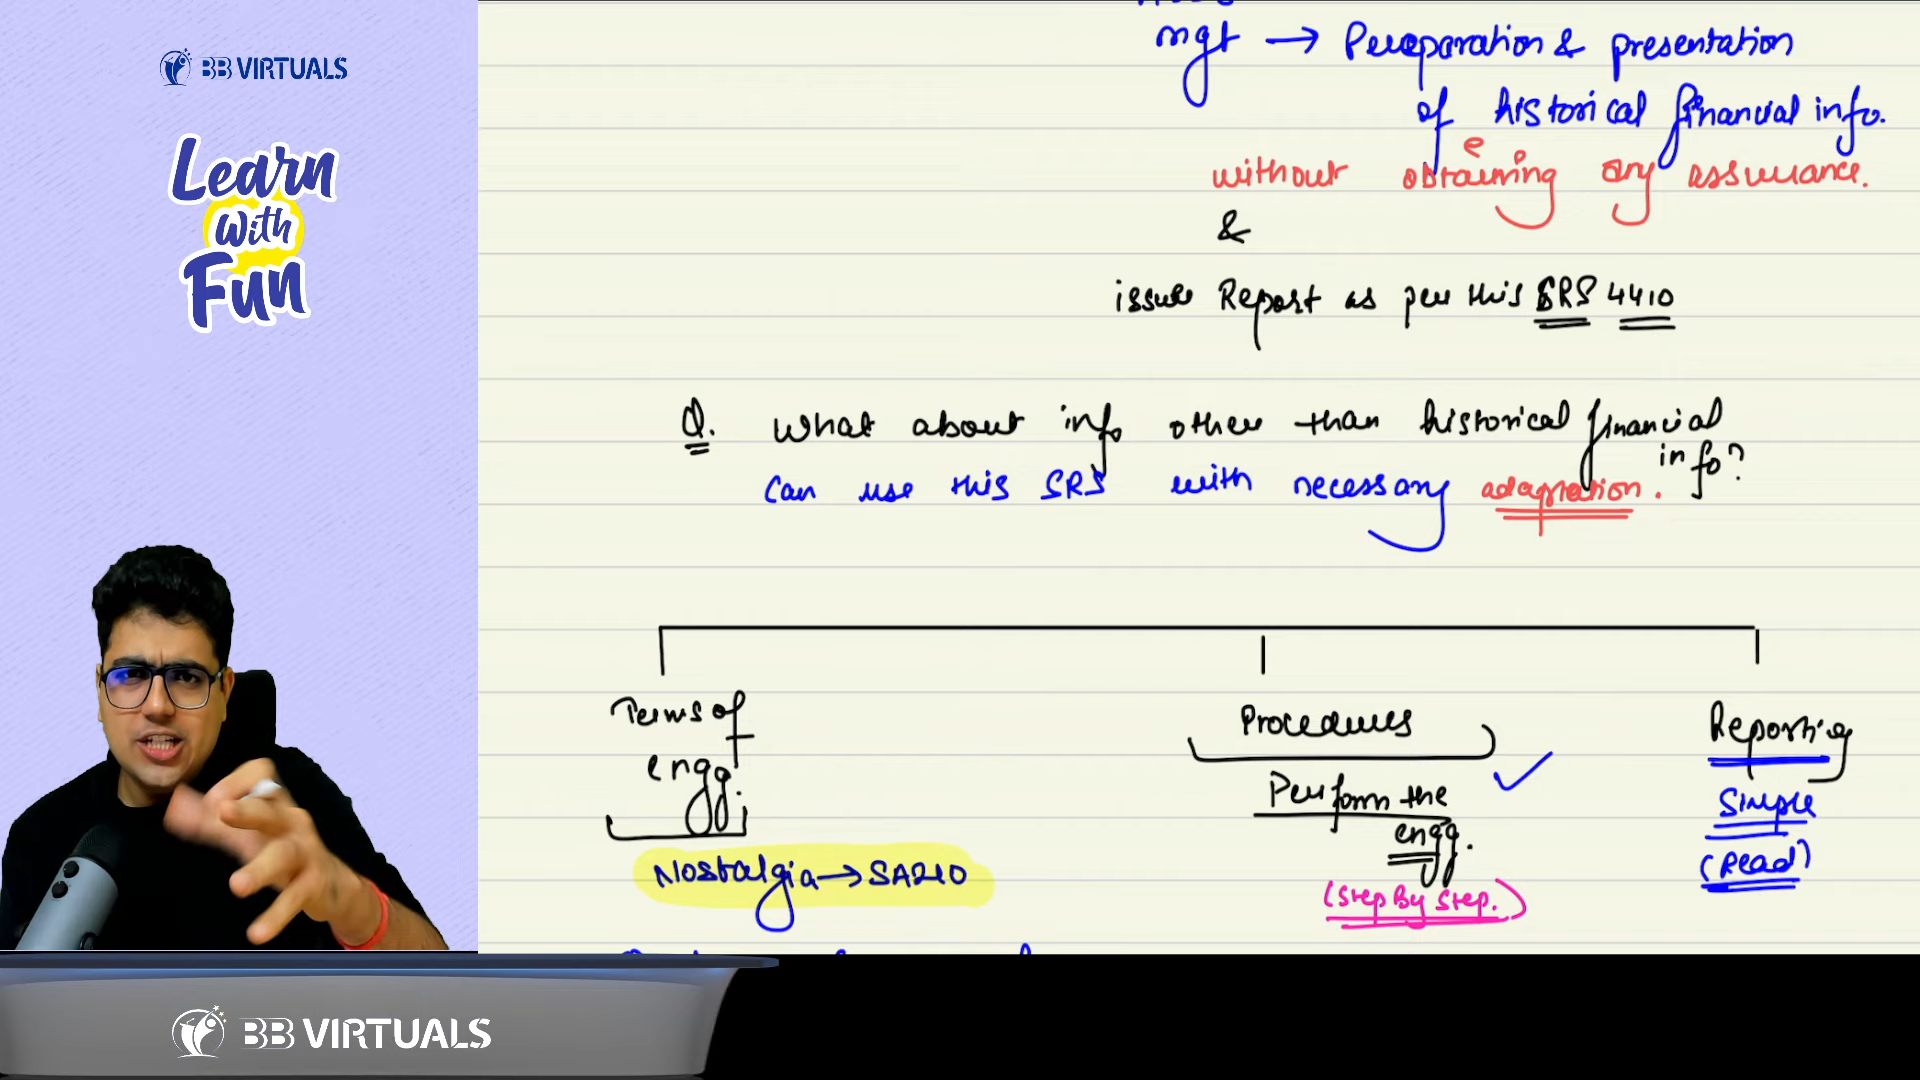 BB VIRTUALS
Learn
with
Fun
mgt → Preparation & presentation
of historical financial info.
without obtaining any assurance.
&
issue Report as per this SRS 4410
Q. What about info other than historical financial
info?
can use this SRS with necessary adaptation.
Terms of
engg.
Nostalgia → SA210
Procedures
Perform the
engg.
(Step By Step.)
Reporting
Simple
(Read)
BB VIRTUALS